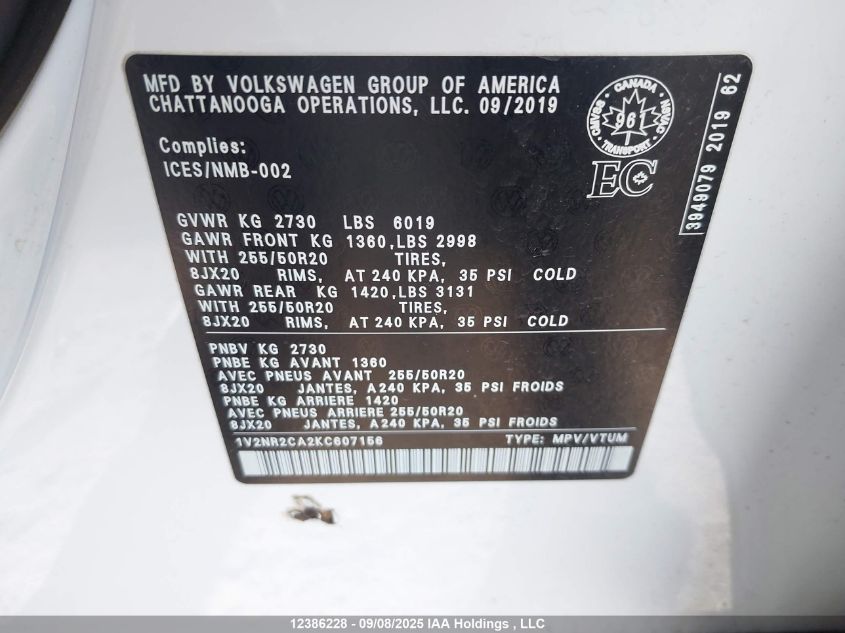 MFD BY VOLKSWAGEN GROUP OF AMERICA
CHATTANOOGA OPERATIONS, LLC. 09/2019
CANADA
CMVSS 96 NSVAC
TRANSPORT
EC
3949079 2019 62
Complies:
ICES/NMB-002
GVWR KG 2730 LBS 6019
GAWR FRONT KG 1360,LBS 2998
WITH 255/50R20 TIRES,
8JX20 RIMS, AT 240 KPA, 35 PSI COLD
GAWR REAR KG 1420,LBS 3131
WITH 255/50R20 TIRES,
8JX20 RIMS, AT 240 KPA, 35 PSI COLD
PNBV KG 2730
PNBE KG AVANT 1360
AVEC PNEUS AVANT 255/50R20
8JX20 JANTES, A 240 KPA, 35 PSI FROIDS
PNBE KG ARRIERE 1420
AVEC PNEUS ARRIERE 255/50R20
8JX20 JANTES, A 240 KPA, 35 PSI FROIDS
1V2NR2CA2KC607156 TYPE: MPV/VTUM
12386228 - 09/08/2025 IAA Holdings , LLC